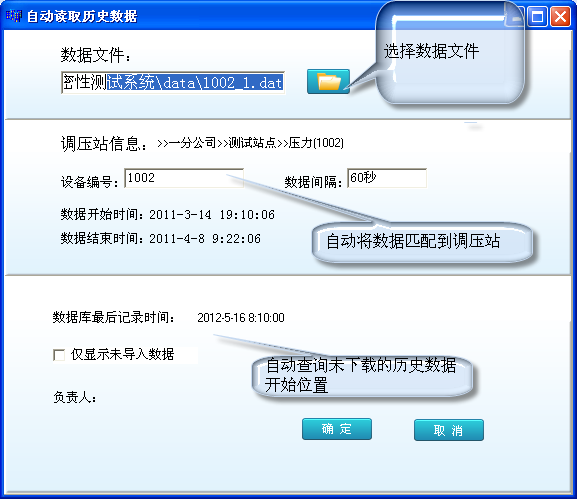 自动读取历史数据
数据文件：
选择数据文件
性测试系统\data\1002_1.dat
调压站信息： >>一分公司>>测试站点>>压力(1002)
设备编号： 1002 数据间隔： 60秒
数据开始时间：2011-3-14 19:10:06
数据结束时间：2011-4-8 9:22:06
自动将数据匹配到调压站
数据库最后记录时间： 2012-5-16 8:10:00
仅显示未导入数据
自动查询未下载的历史数据
开始位置
负责人：
确 定 取 消